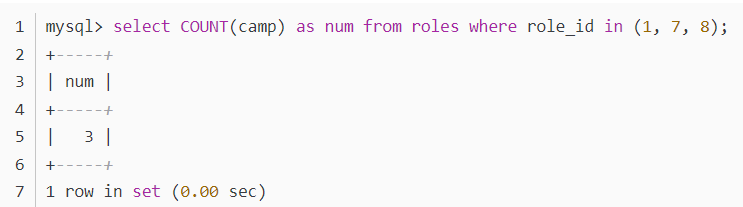 1 mysql> select COUNT(camp) as num from roles where role_id in (1, 7, 8);
2 +-----+
3 | num |
4 +-----+
5 |   3 |
6 +-----+
7 1 row in set (0.00 sec)